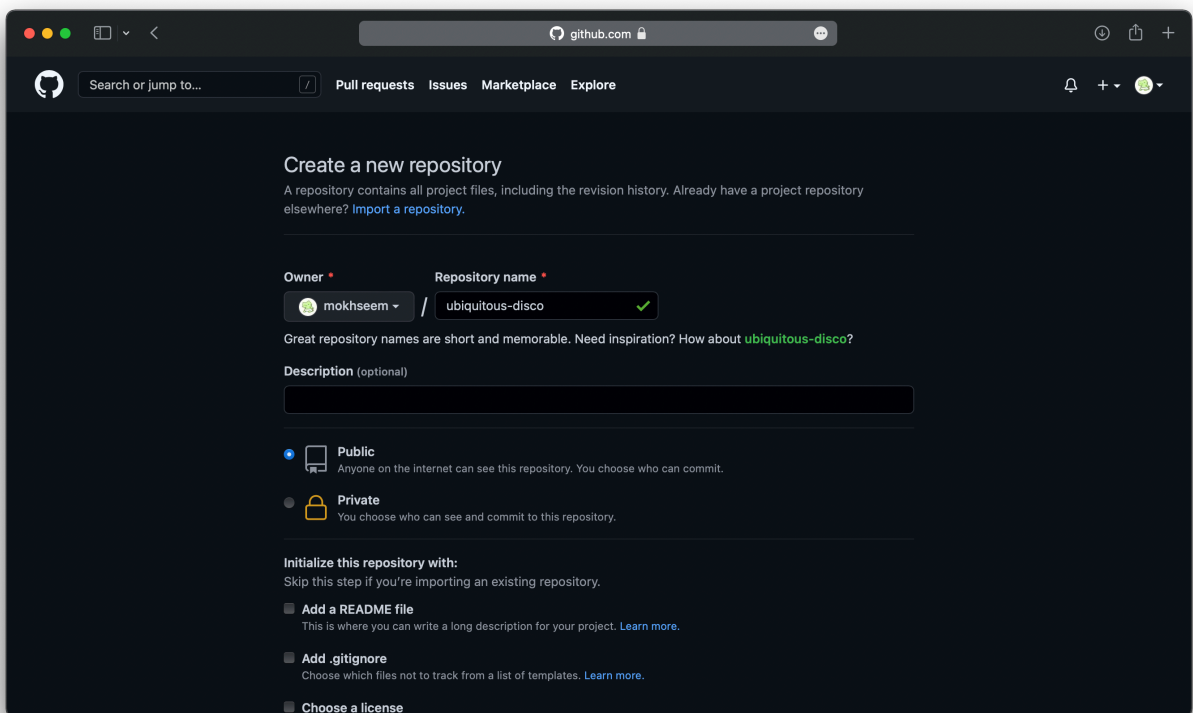 github.com
Search or jump to... /
Pull requests Issues Marketplace Explore
Create a new repository
A repository contains all project files, including the revision history. Already have a project repository
elsewhere? Import a repository.
Owner * Repository name *
mokhseem / ubiquitous-disco
Great repository names are short and memorable. Need inspiration? How about ubiquitous-disco?
Description (optional)
Public
Anyone on the internet can see this repository. You choose who can commit.
Private
You choose who can see and commit to this repository.
Initialize this repository with:
Skip this step if you're importing an existing repository.
Add a README file
This is where you can write a long description for your project. Learn more.
Add .gitignore
Choose which files not to track from a list of templates. Learn more.
Choose a license